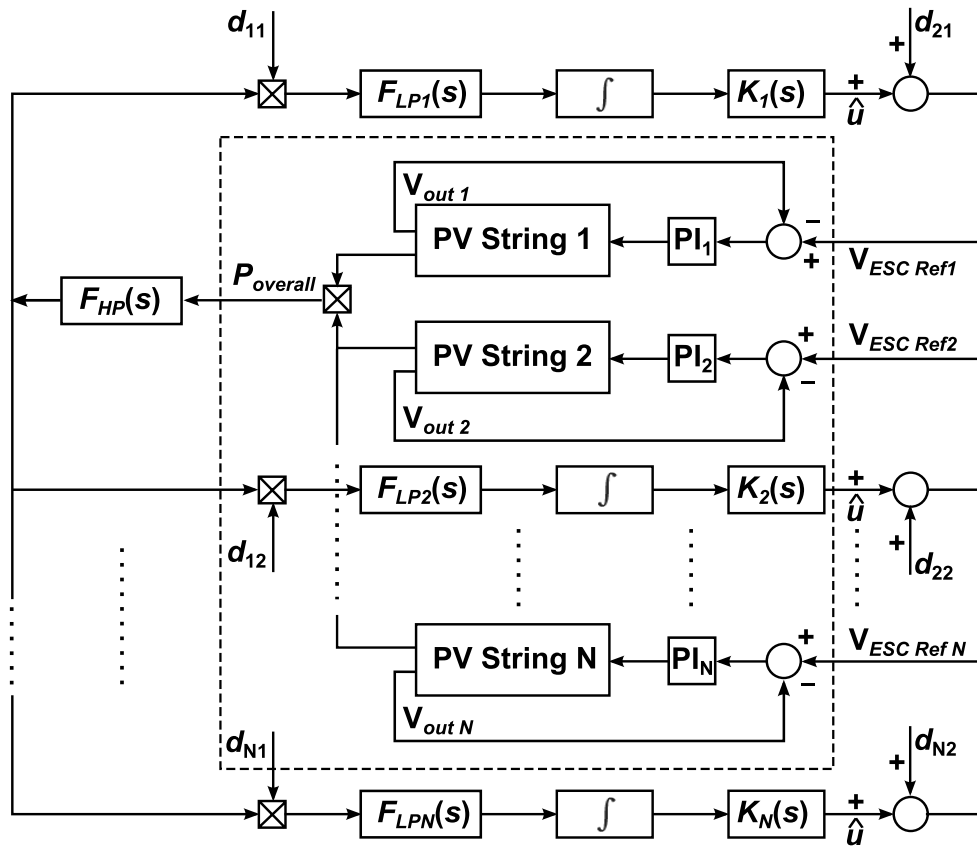 d11
d21
FLP1(s)
∫
K1(s)
+
+
û
Vout 1
PV String 1
PI1
−
+
VESC Ref1
Poverall
FHP(s)
PV String 2
PI2
+
−
VESC Ref2
Vout 2
FLP2(s)
∫
K2(s)
+
û
+
d12
d22
PV String N
PIN
+
−
VESC Ref N
Vout N
dN1
dN2
FLPN(s)
∫
KN(s)
+
+
û